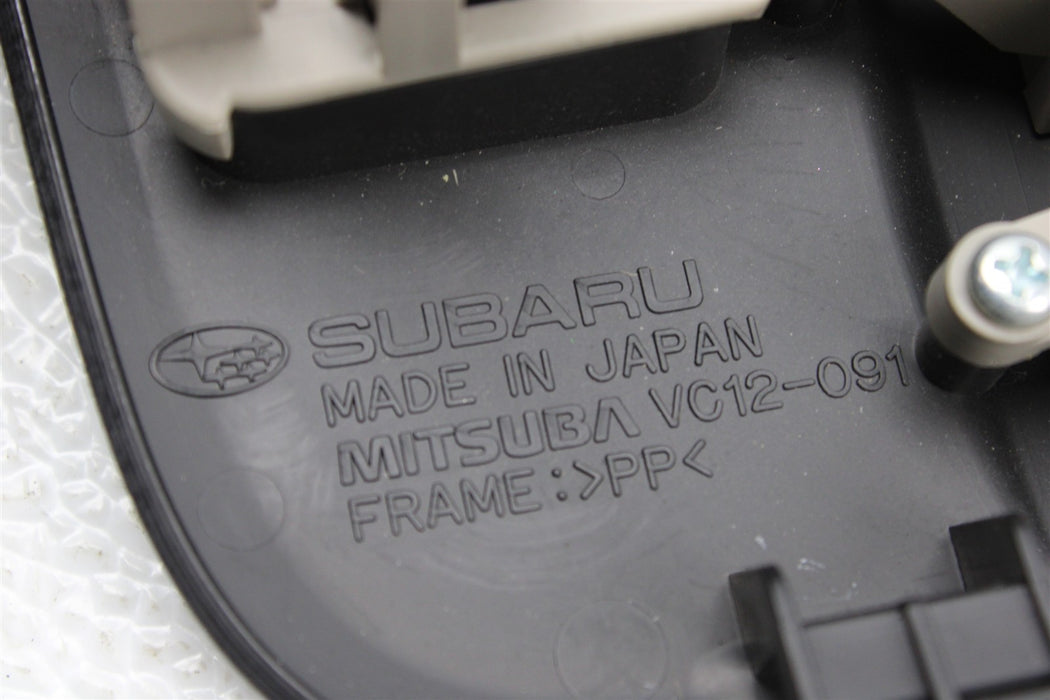 SUBARU
MADE IN JAPAN
MITSUBA VC12-091
FRAME:>PP<